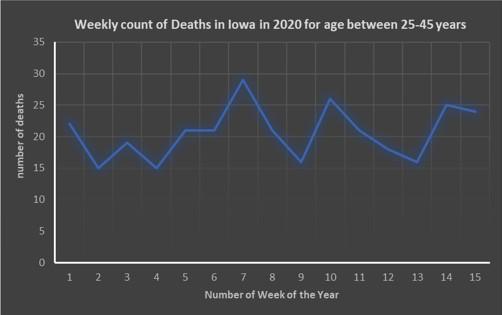 Weekly count of Deaths in Iowa in 2020 for age between 25-45 years
35
30
25
20
15
10
5
0
number of deaths
1 2 3 4 5 6 7 8 9 10 11 12 13 14 15
Number of Week of the Year